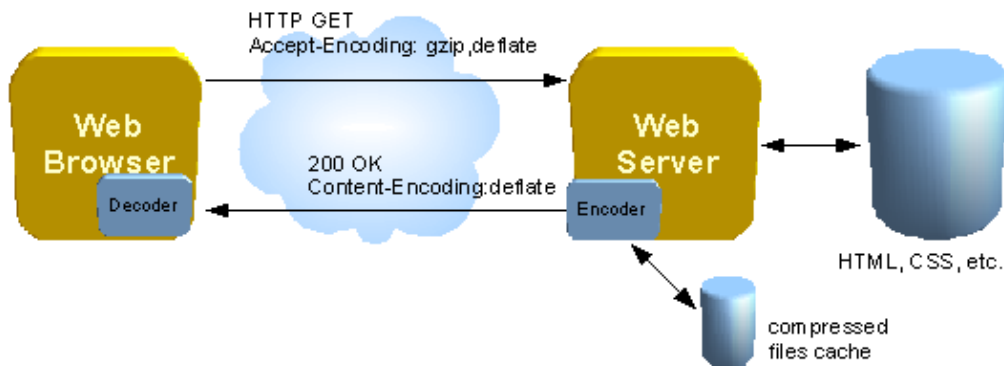 HTTP GET
Accept-Encoding: gzip,deflate
Web
Browser
Decoder
200 OK
Content-Encoding:deflate
Web
Server
Encoder
HTML, CSS, etc.
compressed
files cache